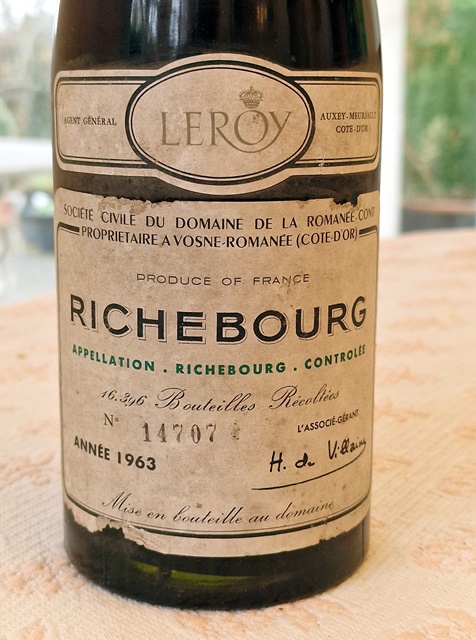 AGENT GÉNÉRAL
LEROY
AUXEY-MEURSAULT
COTE-D'OR
SOCIÉTÉ CIVILE DU DOMAINE DE LA ROMANÉE-CONTI
PROPRIETAIRE A VOSNE-ROMANÉE (COTE-D'OR)
PRODUCE OF FRANCE
RICHEBOURG
APPELLATION . RICHEBOURG . CONTROLÉE
16.396 Bouteilles Récoltées
N° 14707
L'ASSOCIÉ-GÉRANT
ANNÉE 1963
H. de Villaine
Mise en bouteille au domaine